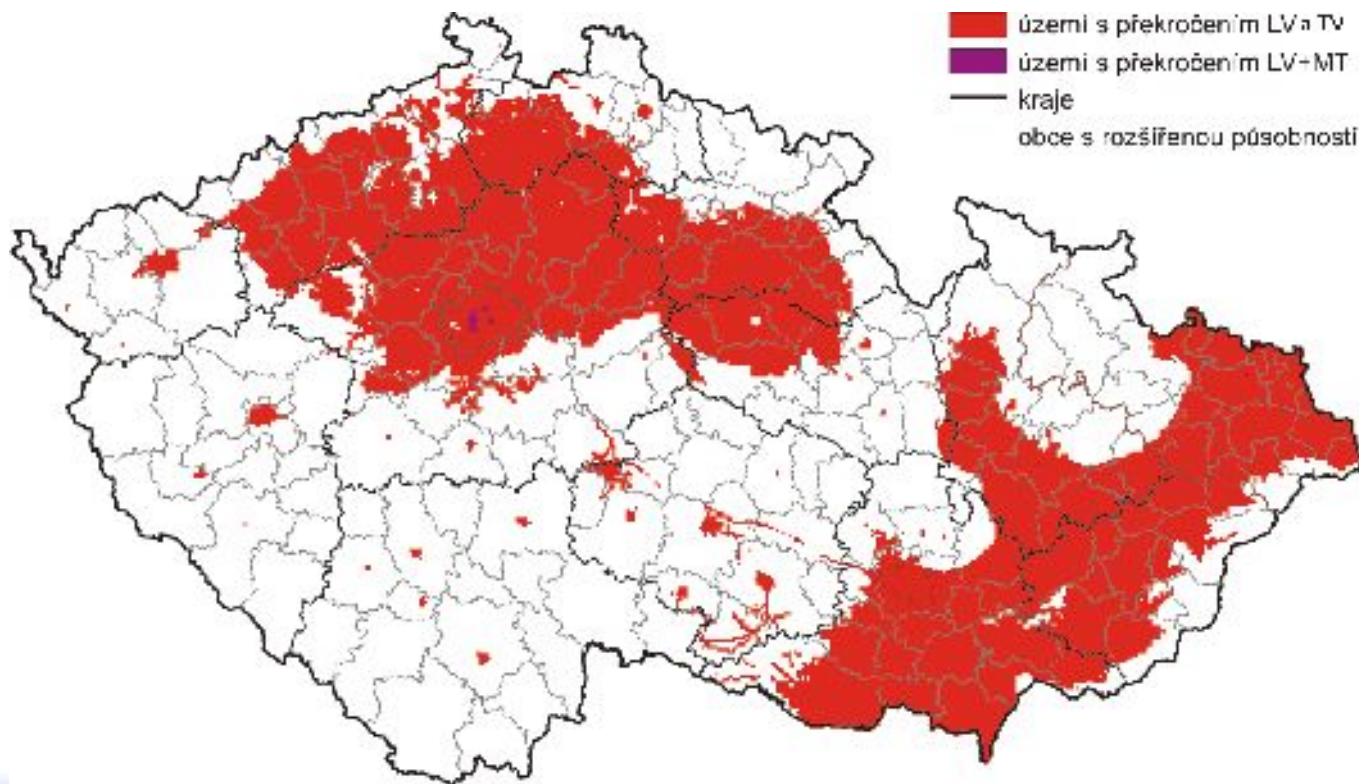 území s překročením LV a TV
území s překročením LV+MT
kraje
obce s rozšířenou působností